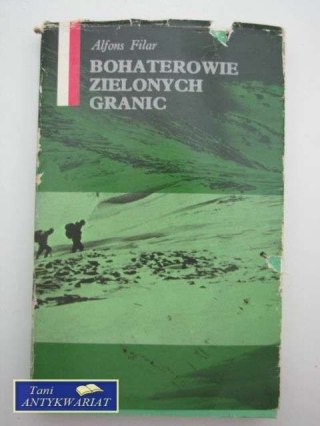 Alfons Filar
BOHATEROWIE
ZIELONYCH
GRANIC
Tani
ANTYKWARIAT